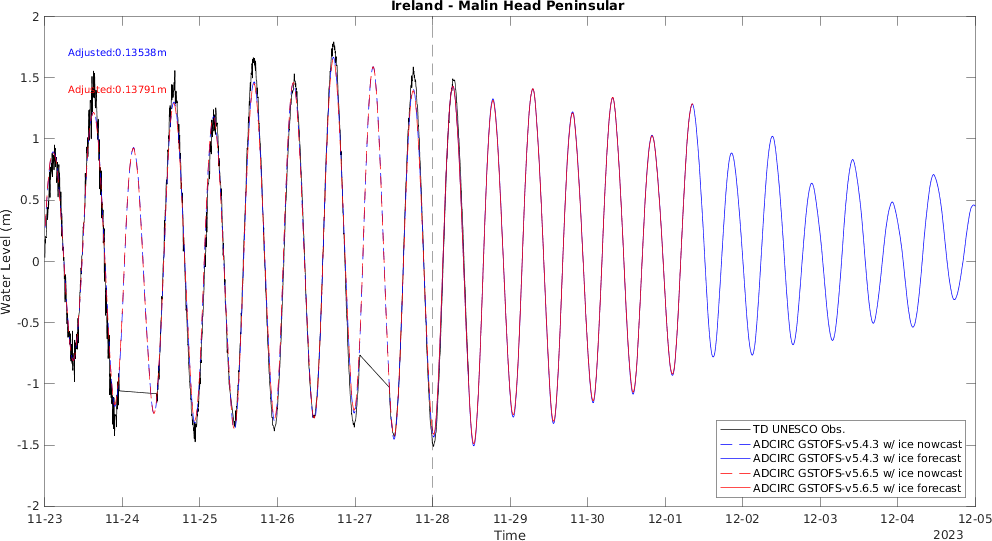 Ireland - Malin Head Peninsular
2
1.5
1
0.5
0
-0.5
-1
-1.5
-2
Water Level (m)
Adjusted:0.13538m
Adjusted:0.13791m
TD UNESCO Obs.
ADCIRC GSTOFS-v5.4.3 w/ ice nowcast
ADCIRC GSTOFS-v5.4.3 w/ ice forecast
ADCIRC GSTOFS-v5.6.5 w/ ice nowcast
ADCIRC GSTOFS-v5.6.5 w/ ice forecast
11-23 11-24 11-25 11-26 11-27 11-28 11-29 11-30 12-01 12-02 12-03 12-04 12-05
Time
2023